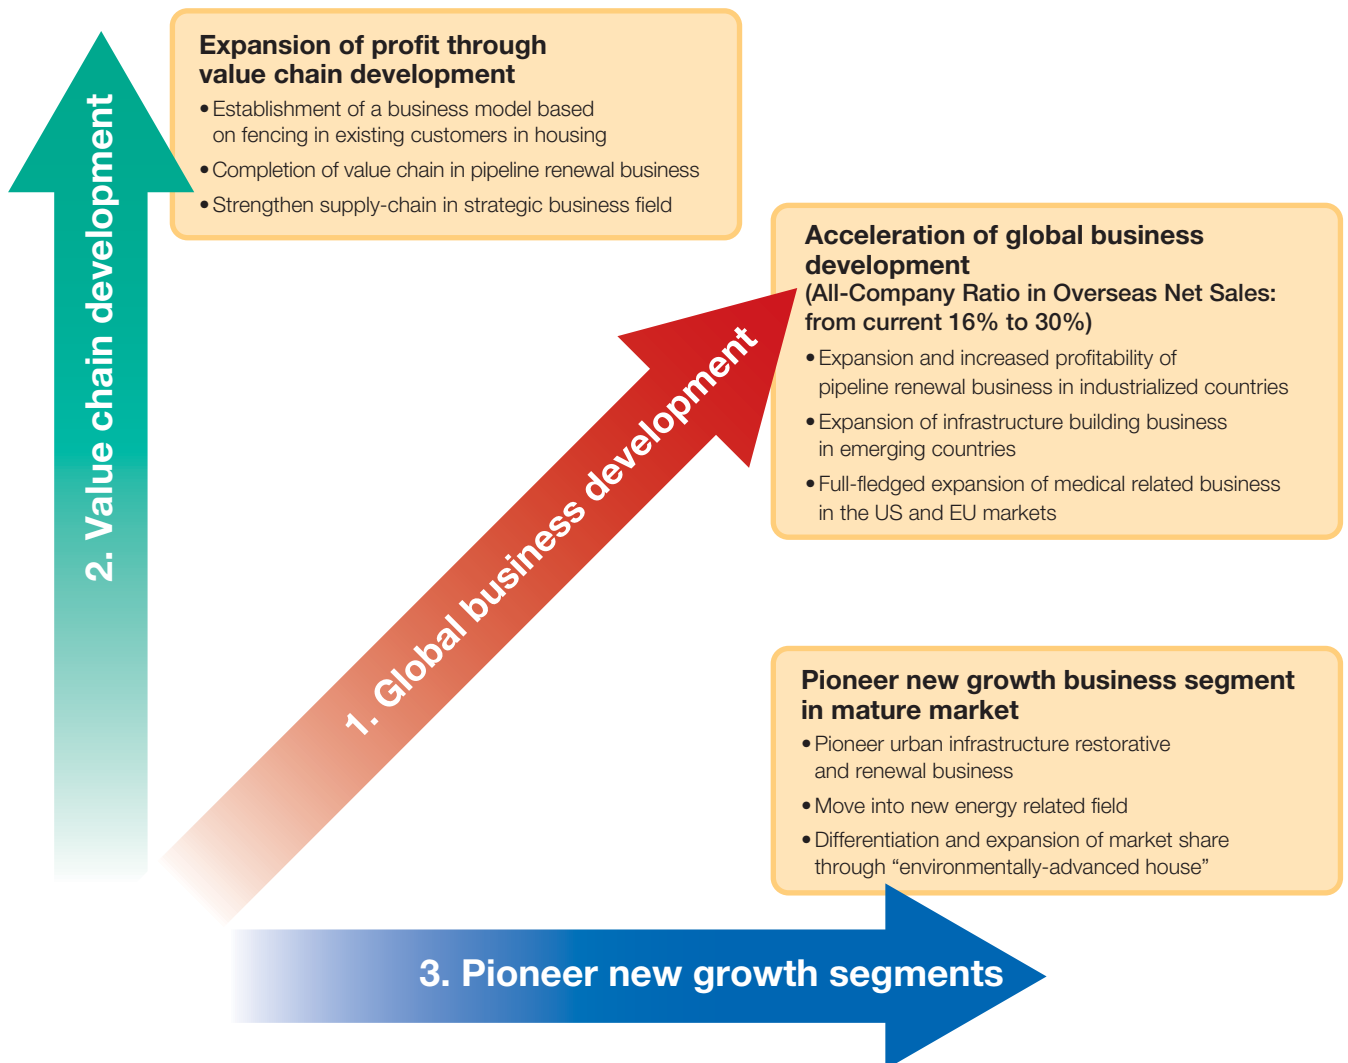 Expansion of profit through
value chain development
• Establishment of a business model based
on fencing in existing customers in housing
• Completion of value chain in pipeline renewal business
• Strengthen supply-chain in strategic business field
2. Value chain development
Acceleration of global business
development
(All-Company Ratio in Overseas Net Sales:
from current 16% to 30%)
• Expansion and increased profitability of
pipeline renewal business in industrialized countries
• Expansion of infrastructure building business
in emerging countries
• Full-fledged expansion of medical related business
in the US and EU markets
1. Global business development
Pioneer new growth business segment
in mature market
• Pioneer urban infrastructure restorative
and renewal business
• Move into new energy related field
• Differentiation and expansion of market share
through “environmentally-advanced house”
3. Pioneer new growth segments